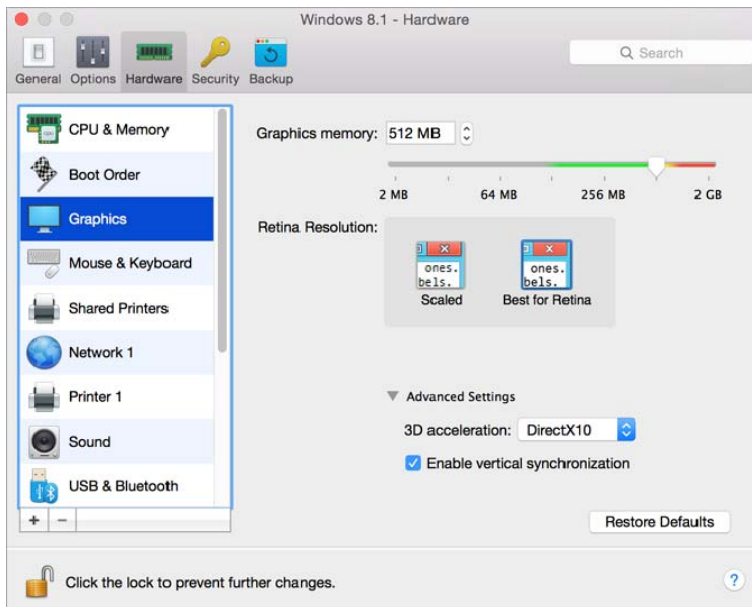 Windows 8.1 - Hardware
General Options Hardware Security Backup
Search
CPU & Memory
Boot Order
Graphics
Mouse & Keyboard
Shared Printers
Network 1
Printer 1
Sound
USB & Bluetooth
+ −
Graphics memory: 512 MB
2 MB 64 MB 256 MB 2 GB
Retina Resolution:
ones.
bels.
Scaled
ones.
bels.
Best for Retina
Advanced Settings
3D acceleration: DirectX10
Enable vertical synchronization
Restore Defaults
Click the lock to prevent further changes.
?